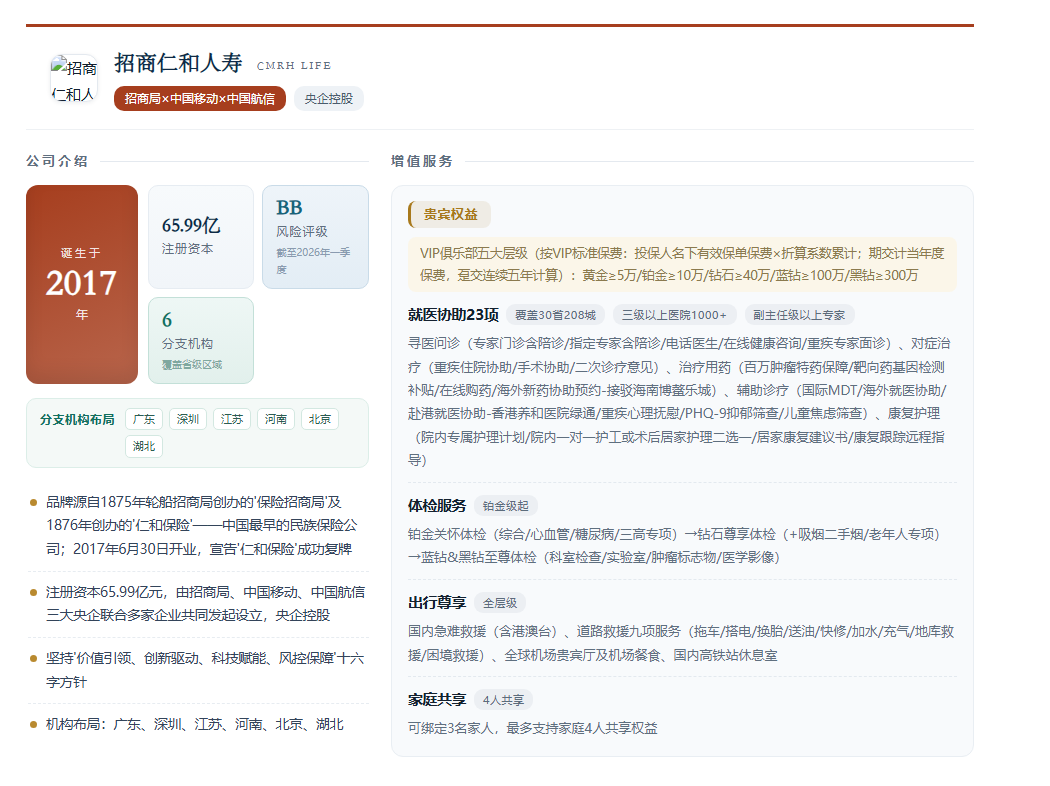 招商
仁和人
招商仁和人寿 CMRH LIFE
招商局×中国移动×中国航信 央企控股
公司介绍
诞生于
2017
年
65.99亿
注册资本
BB
风险评级
截至2026年一季
度
6
分支机构
覆盖省级区域
分支机构布局 广东 深圳 江苏 河南 北京
湖北
品牌源自1875年轮船招商局创办的'保险招商局'及
1876年创办的'仁和保险'——中国最早的民族保险公
司；2017年6月30日开业，宣告'仁和保险'成功复牌
注册资本65.99亿元，由招商局、中国移动、中国航信
三大央企联合多家企业共同发起设立，央企控股
坚持'价值引领、创新驱动、科技赋能、风控保障'十六
字方针
机构布局：广东、深圳、江苏、河南、北京、湖北
增值服务
贵宾权益
VIP俱乐部五大层级（按VIP标准保费：投保人名下有效保单保费×折算系数累计；期交计当年度
保费，趸交连续五年计算）：黄金≥5万/铂金≥10万/钻石≥40万/蓝钻≥100万/黑钻≥300万
就医协助23项 覆盖30省208城 三级以上医院1000+ 副主任级以上专家
寻医问诊（专家门诊含陪诊/指定专家含陪诊/电话医生/在线健康咨询/重疾专家面诊）、对症治
疗（重疾住院协助/手术协助/二次诊疗意见）、治疗用药（百万肿瘤特药保障/靶向药基因检测
补贴/在线购药/海外新药协助预约-接驳海南博鳌乐城）、辅助诊疗（国际MDT/海外就医协助/
赴港就医协助-香港养和医院绿通/重疾心理抚慰/PHQ-9抑郁筛查/儿童焦虑筛查）、康复护理
（院内专属护理计划/院内一对一护工或术后居家护理二选一/居家康复建议书/康复跟踪远程指
导）
体检服务 铂金级起
铂金关怀体检（综合/心血管/糖尿病/三高专项）→钻石尊享体检（+吸烟二手烟/老年人专项）
→蓝钻&黑钻至尊体检（科室检查/实验室/肿瘤标志物/医学影像）
出行尊享 全层级
国内急难救援（含港澳台）、道路救援九项服务（拖车/搭电/换胎/送油/快修/加水/充气/地库救
援/困境救援）、全球机场贵宾厅及机场餐食、国内高铁站休息室
家庭共享 4人共享
可绑定3名家人，最多支持家庭4人共享权益